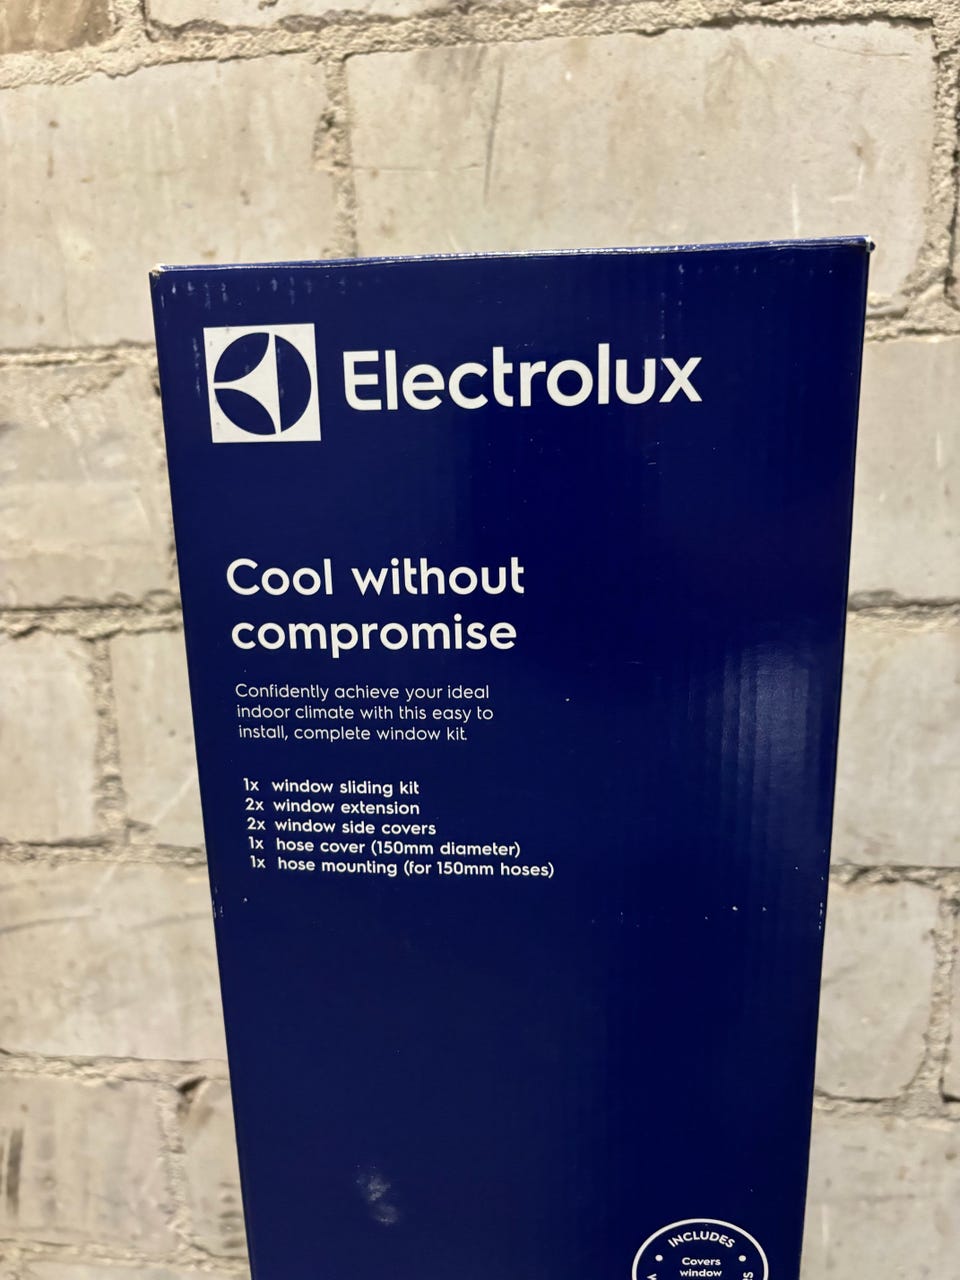 Electrolux
Cool without
compromise
Confidently achieve your ideal
indoor climate with this easy to
install, complete window kit.
1x window sliding kit
2x window extension
2x window side covers
1x hose cover (150mm diameter)
1x hose mounting (for 150mm hoses)
INCLUDES
Covers
window